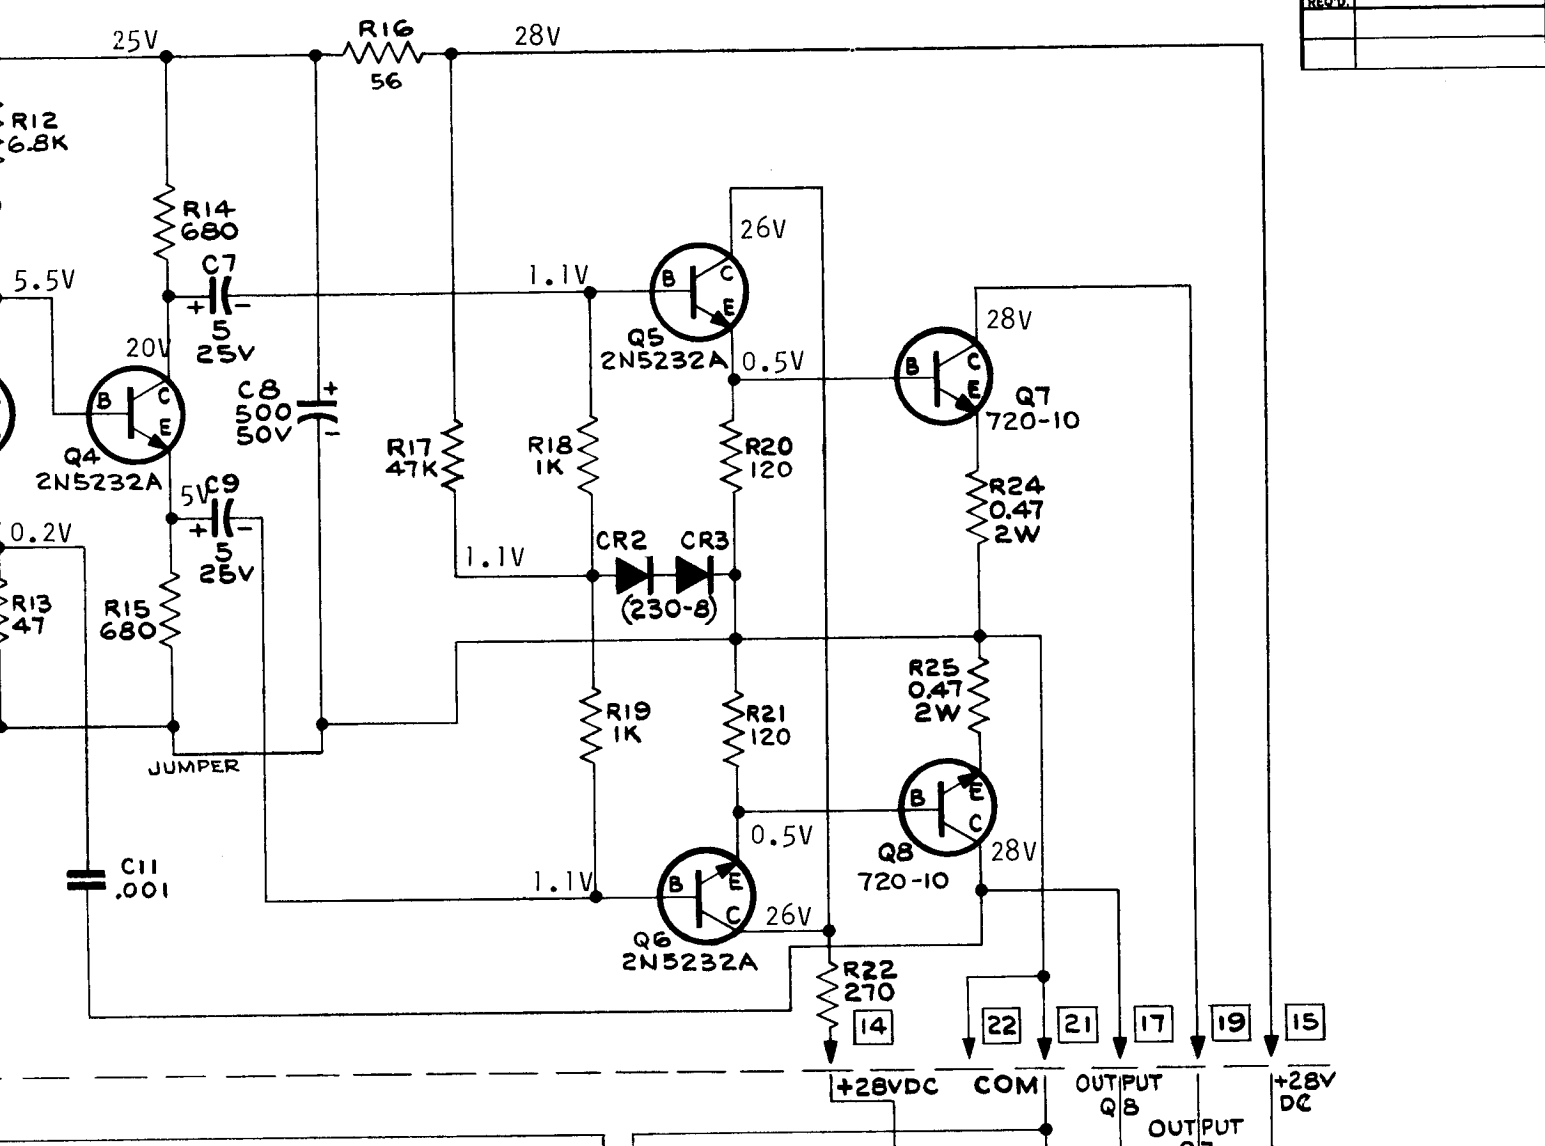 REQ'D.
25V
R16
56
28V
R12
6.8K
R14
680
26V
5.5V
C7
+ -
5
25V
1.1V
B
C
E
Q5
2N5232A
0.5V
28V
B
C
E
Q7
720-10
20V
B
C
E
Q4
2N5232A
C8
500
50V
+
-
R17
47K
R18
1K
R20
120
R24
0.47
2W
5V
C9
+ -
5
25V
0.2V
1.1V
CR2
CR3
(230-8)
R13
47
R15
680
JUMPER
R19
1K
R21
120
R25
0.47
2W
B
E
C
Q8
720-10
28V
0.5V
C11
.001
1.1V
B
E
C
26V
Q6
2N5232A
R22
270
14
22
21
17
19
15
+28VDC
COM
OUTPUT
Q8
+28V
DC
OUTPUT